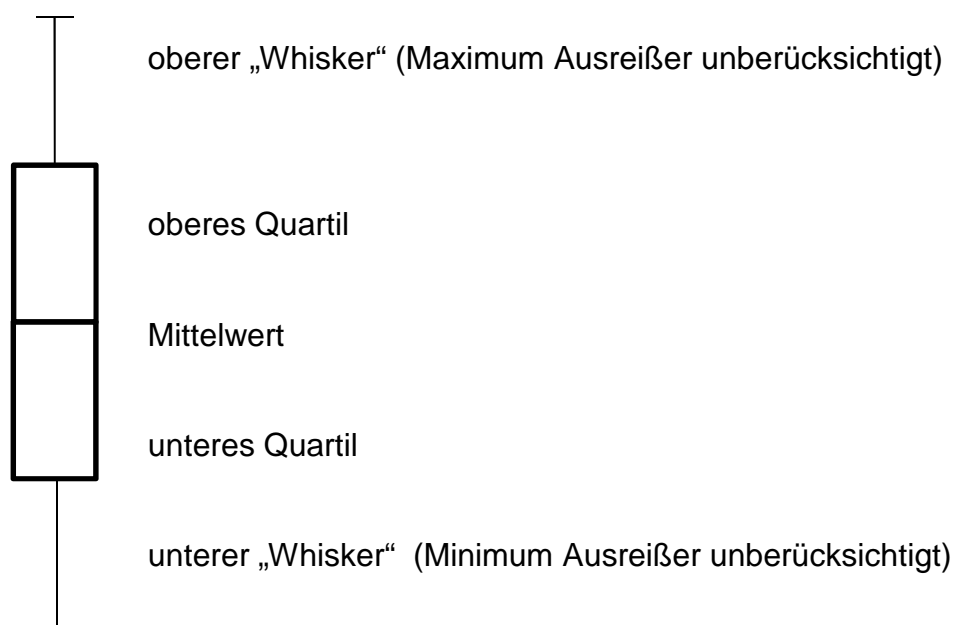 oberer „Whisker“ (Maximum Ausreißer unberücksichtigt)
oberes Quartil
Mittelwert
unteres Quartil
unterer „Whisker“ (Minimum Ausreißer unberücksichtigt)